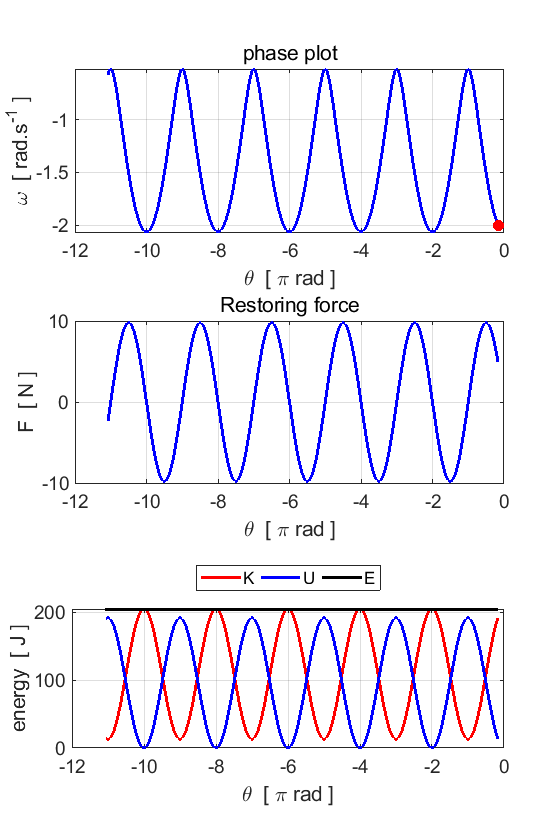 phase plot
-1
-1.5
-2
ω [ rad.s⁻¹ ]
-12 -10 -8 -6 -4 -2 0
θ [ π rad ]
Restoring force
10
0
-10
F [ N ]
-12 -10 -8 -6 -4 -2 0
θ [ π rad ]
K U E
200
100
0
energy [ J ]
-12 -10 -8 -6 -4 -2 0
θ [ π rad ]